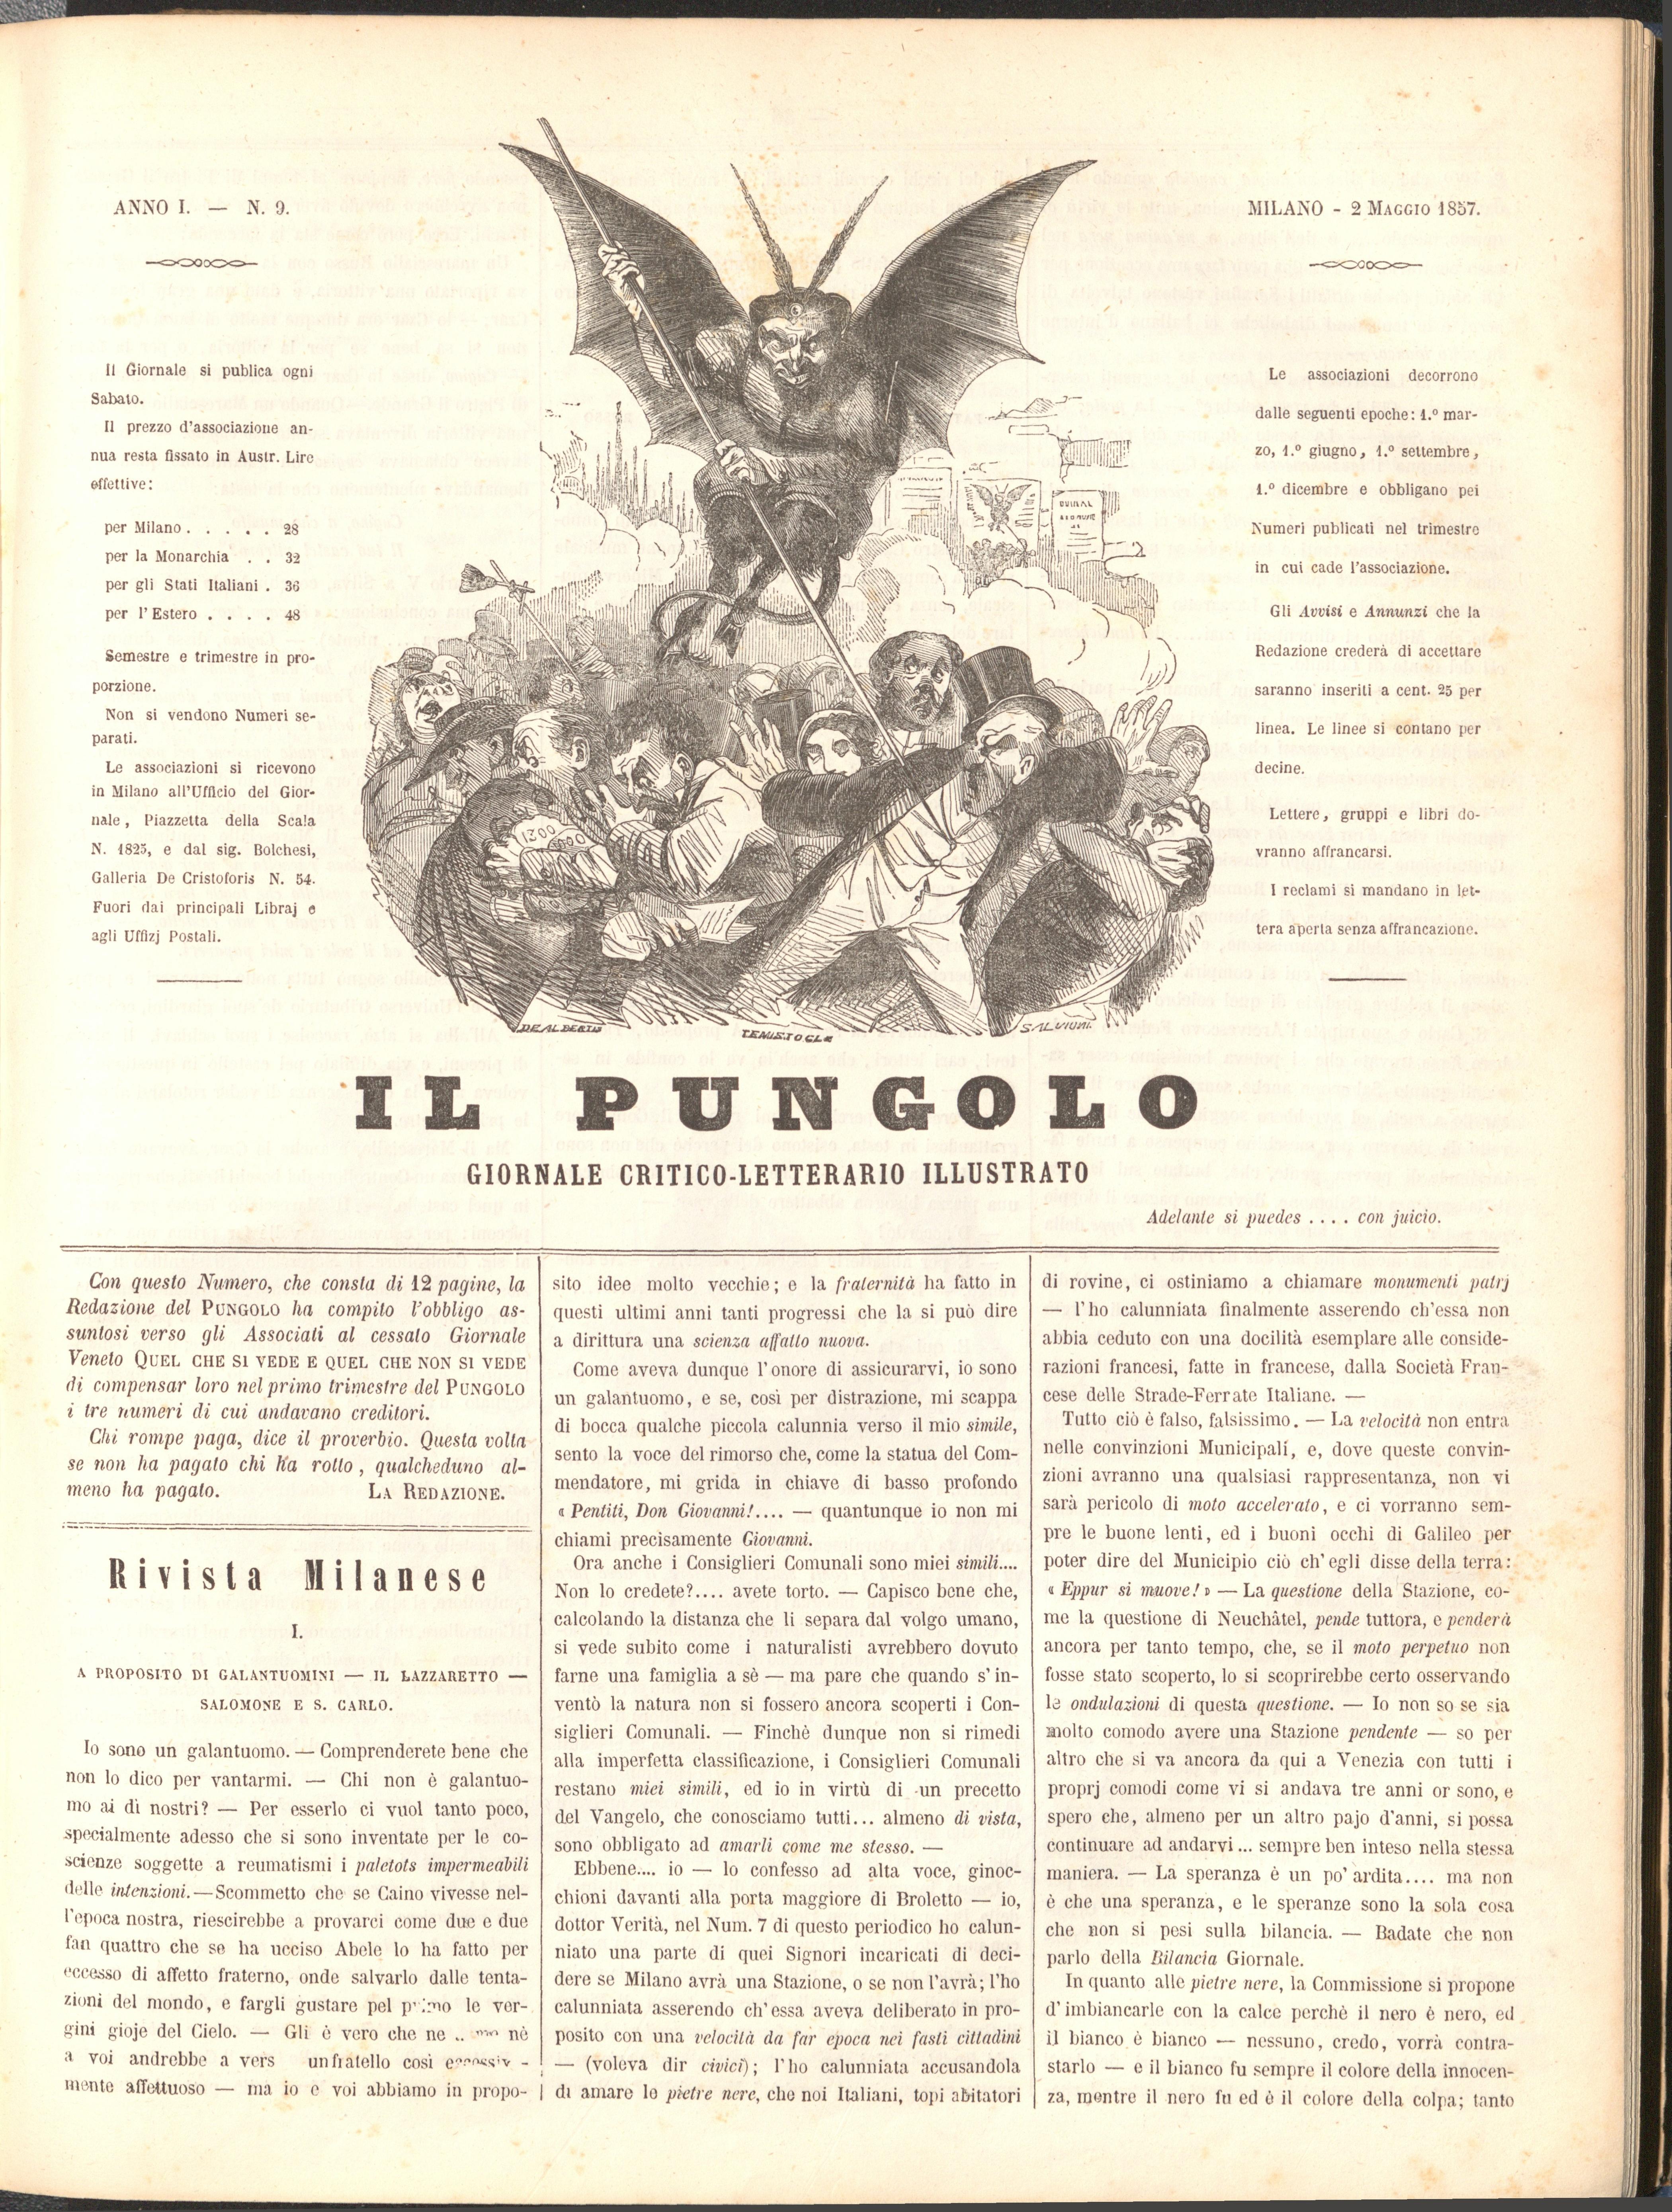 ANNO I. — N. 9.
MILANO - 2 MAGGIO 1857.
Il Giornale si publica ogni
Sabato.
Il prezzo d'associazione an-
nua resta fissato in Austr. Lire
effettive:
per Milano . . . . . 28
per la Monarchia . . 32
per gli Stati Italiani . 36
per l'Estero . . . . 48
Semestre e trimestre in pro-
porzione.
Non si vendono Numeri se-
parati.
Le associazioni si ricevono
in Milano all'Ufficio del Gior-
nale, Piazzetta della Scala
N. 1825, e dal sig. Bolchesi,
Galleria De Cristoforis N. 54.
Fuori dai principali Libraj e
agli Uffizj Postali.
Le associazioni decorrono
dalle seguenti epoche: 1.º mar-
zo, 1.º giugno, 1.º settembre,
1.º dicembre e obbligano pei
Numeri publicati nel trimestre
in cui cade l'associazione.
Gli Avvisi e Annunzi che la
Redazione crederà di accettare
saranno inseriti a cent. 25 per
linea. Le linee si contano per
decine.
Lettere, gruppi e libri do-
vranno affrancarsi.
I reclami si mandano in let-
tera aperta senza affrancazione.
DEALBERTIS
TEMISTOCLE
SALVIONI
IL PUNGOLO
GIORNALE CRITICO-LETTERARIO ILLUSTRATO
Adelante si puedes .... con juicio.
Con questo Numero, che consta di 12 pagine, la
Redazione del PUNGOLO ha compito l'obbligo as-
suntosi verso gli Associati al cessato Giornale
Veneto QUEL CHE SI VEDE E QUEL CHE NON SI VEDE
di compensar loro nel primo trimestre del PUNGOLO
i tre numeri di cui andavano creditori.
Chi rompe paga, dice il proverbio. Questa volta
se non ha pagato chi ha rotto, qualcheduno al-
meno ha pagato. LA REDAZIONE.
Rivista Milanese
I.
A PROPOSITO DI GALANTUOMINI — IL LAZZARETTO —
SALOMONE E S. CARLO.
Io sono un galantuomo. — Comprenderete bene che
non lo dico per vantarmi. — Chi non è galantuo-
mo ai dì nostri? — Per esserlo ci vuol tanto poco,
specialmente adesso che si sono inventate per le co-
scienze soggette a reumatismi i paletots impermeabili
delle intenzioni. — Scommetto che se Caino vivesse nel-
l'epoca nostra, riescirebbe a provarci come due e due
fan quattro che se ha ucciso Abele lo ha fatto per
eccesso di affetto fraterno, onde salvarlo dalle tenta-
zioni del mondo, e fargli gustare pel primo le ver-
gini gioje del Cielo. — Gli è vero che ne nè
a voi andrebbe a vers un fratello così eccessiv-
mente affettuoso — ma io e voi abbiamo in propo-
sito idee molto vecchie; e la fraternità ha fatto in
questi ultimi anni tanti progressi che la si può dire
a dirittura una scienza affatto nuova.
Come aveva dunque l'onore di assicurarvi, io sono
un galantuomo, e se, così per distrazione, mi scappa
di bocca qualche piccola calunnia verso il mio simile,
sento la voce del rimorso che, come la statua del Com-
mendatore, mi grida in chiave di basso profondo
« Pentiti, Don Giovanni!.... — quantunque io non mi
chiami precisamente Giovanni.
Ora anche i Consiglieri Comunali sono miei simili....
Non lo credete?.... avete torto. — Capisco bene che,
calcolando la distanza che li separa dal volgo umano,
si vede subito come i naturalisti avrebbero dovuto
farne una famiglia a sè — ma pare che quando s'in-
ventò la natura non si fossero ancora scoperti i Con-
siglieri Comunali. — Finchè dunque non si rimedi
alla imperfetta classificazione, i Consiglieri Comunali
restano miei simili, ed io in virtù di un precetto
del Vangelo, che conosciamo tutti... almeno di vista,
sono obbligato ad amarli come me stesso. —
Ebbene.... io — lo confesso ad alta voce, ginoc-
chioni davanti alla porta maggiore di Broletto — io,
dottor Verità, nel Num. 7 di questo periodico ho calun-
niato una parte di quei Signori incaricati di deci-
dere se Milano avrà una Stazione, o se non l'avrà; l'ho
calunniata asserendo ch'essa aveva deliberato in pro-
posito con una velocità da far epoca nei fasti cittadini
— (voleva dir civici); l'ho calunniata accusandola
di amare le pietre nere, che noi Italiani, topi abitatori
di rovine, ci ostiniamo a chiamare monumenti patrj
— l'ho calunniata finalmente asserendo ch'essa non
abbia ceduto con una docilità esemplare alle conside-
razioni francesi, fatte in francese, dalla Società Fran-
cese delle Strade-Ferrate Italiane. —
Tutto ciò è falso, falsissimo. — La velocità non entra
nelle convinzioni Municipali, e, dove queste convin-
zioni avranno una qualsiasi rappresentanza, non vi
sarà pericolo di moto accelerato, e ci vorranno sem-
pre le buone lenti, ed i buoni occhi di Galileo per
poter dire del Municipio ciò ch'egli disse della terra:
« Eppur si muove! » — La questione della Stazione, co-
me la questione di Neuchâtel, pende tuttora, e penderà
ancora per tanto tempo, che, se il moto perpetuo non
fosse stato scoperto, lo si scoprirebbe certo osservando
le ondulazioni di questa questione. — Io non so se sia
molto comodo avere una Stazione pendente — so per
altro che si va ancora da qui a Venezia con tutti i
proprj comodi come vi si andava tre anni or sono, e
spero che, almeno per un altro pajo d'anni, si possa
continuare ad andarvi... sempre ben inteso nella stessa
maniera. — La speranza è un po' ardita.... ma non
è che una speranza, e le speranze sono la sola cosa
che non si pesi sulla bilancia. — Badate che non
parlo della Bilancia Giornale.
In quanto alle pietre nere, la Commissione si propone
d'imbiancarle con la calce perchè il nero è nero, ed
il bianco è bianco — nessuno, credo, vorrà contra-
starlo — e il bianco fu sempre il colore della innocen-
za, mentre il nero fu ed è il colore della colpa; tanto